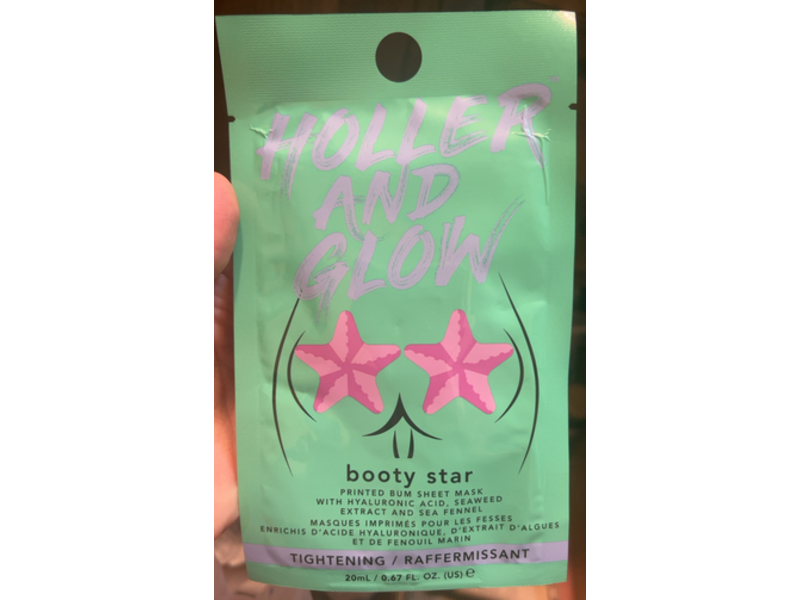 HOLLER™
AND
GLOW
booty star
PRINTED BUM SHEET MASK
WITH HYALURONIC ACID, SEAWEED
EXTRACT AND SEA FENNEL
MASQUES IMPRIMÉS POUR LES FESSES
ENRICHIS D'ACIDE HYALURONIQUE, D'EXTRAIT D'ALGUES
ET DE FENOUIL MARIN
TIGHTENING / RAFFERMISSANT
20mL / 0.67 FL. OZ. (US) ℮